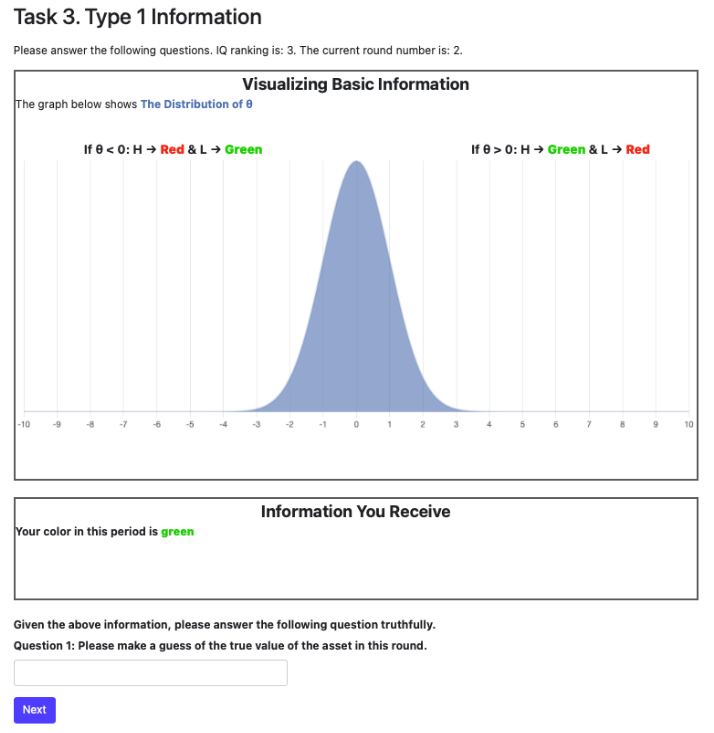 Task 3. Type 1 Information
Please answer the following questions. IQ ranking is: 3. The current round number is: 2.
Visualizing Basic Information
The graph below shows The Distribution of θ
If θ < 0: H → Red & L → Green
If θ > 0: H → Green & L → Red
-10 -9 -8 -7 -6 -5 -4 -3 -2 -1 0 1 2 3 4 5 6 7 8 9 10
Information You Receive
Your color in this period is green
Given the above information, please answer the following question truthfully.
Question 1: Please make a guess of the true value of the asset in this round.
Next